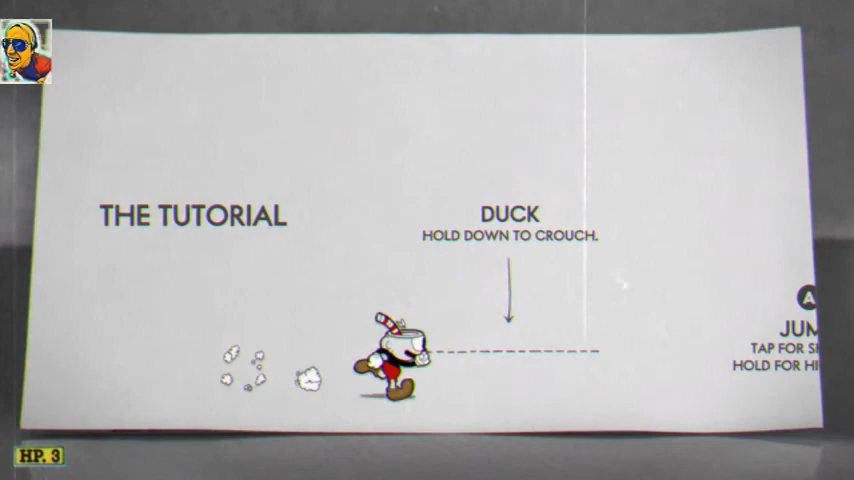 THE TUTORIAL
DUCK
HOLD DOWN TO CROUCH.
A
JUM
TAP FOR S
HOLD FOR HI
HP. 3